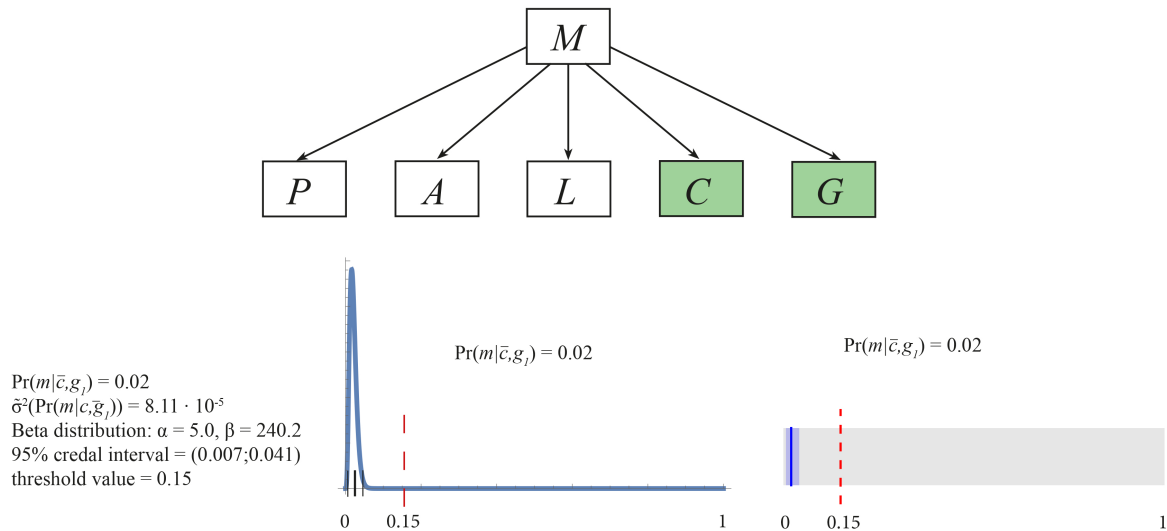 M
P A L C G
Pr(m|c̄,g₁) = 0.02
Pr(m|c̄,g₁) = 0.02
Pr(m|c̄,g₁) = 0.02
σ̃²(Pr(m|c,ḡ₁)) = 8.11 · 10⁻⁵
Beta distribution: α = 5.0, β = 240.2
95% credal interval = (0.007;0.041)
threshold value = 0.15
0 0.15 1
0 0.15 1